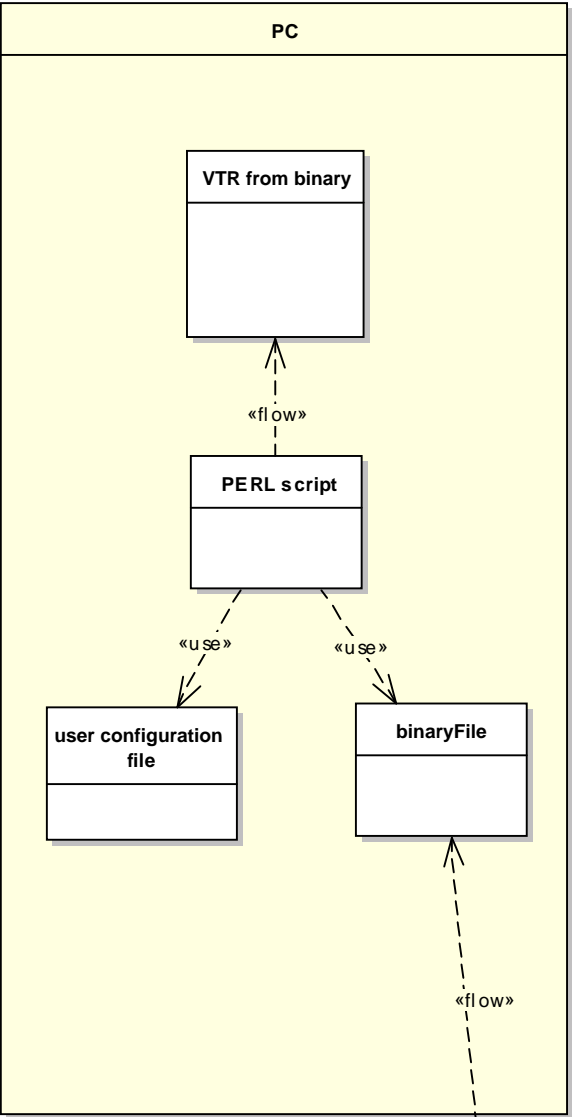 PC
VTR from binary
«flow»
PERL script
«use»
«use»
user configuration
file
binaryFile
«flow»